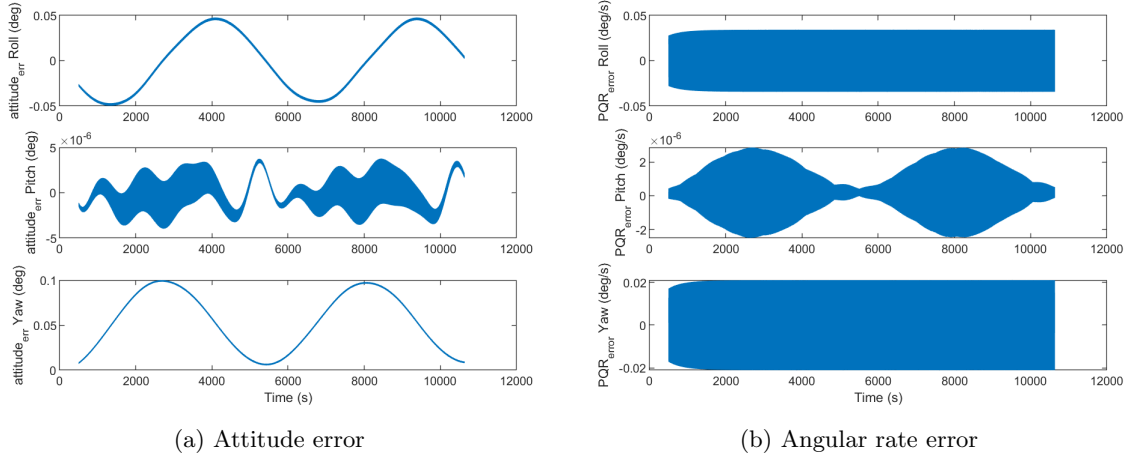 attitude_err Roll (deg)
0.05
0
-0.05
0 2000 4000 6000 8000 10000 12000
×10^-6
attitude_err Pitch (deg)
5
0
-5
0 2000 4000 6000 8000 10000 12000
attitude_err Yaw (deg)
0.1
0.05
0
0 2000 4000 6000 8000 10000 12000
Time (s)
(a) Attitude error
PQR_error Roll (deg/s)
0.05
0
-0.05
0 2000 4000 6000 8000 10000 12000
×10^-6
PQR_error Pitch (deg/s)
2
0
-2
0 2000 4000 6000 8000 10000 12000
PQR_error Yaw (deg/s)
0.02
0
-0.02
0 2000 4000 6000 8000 10000 12000
Time (s)
(b) Angular rate error